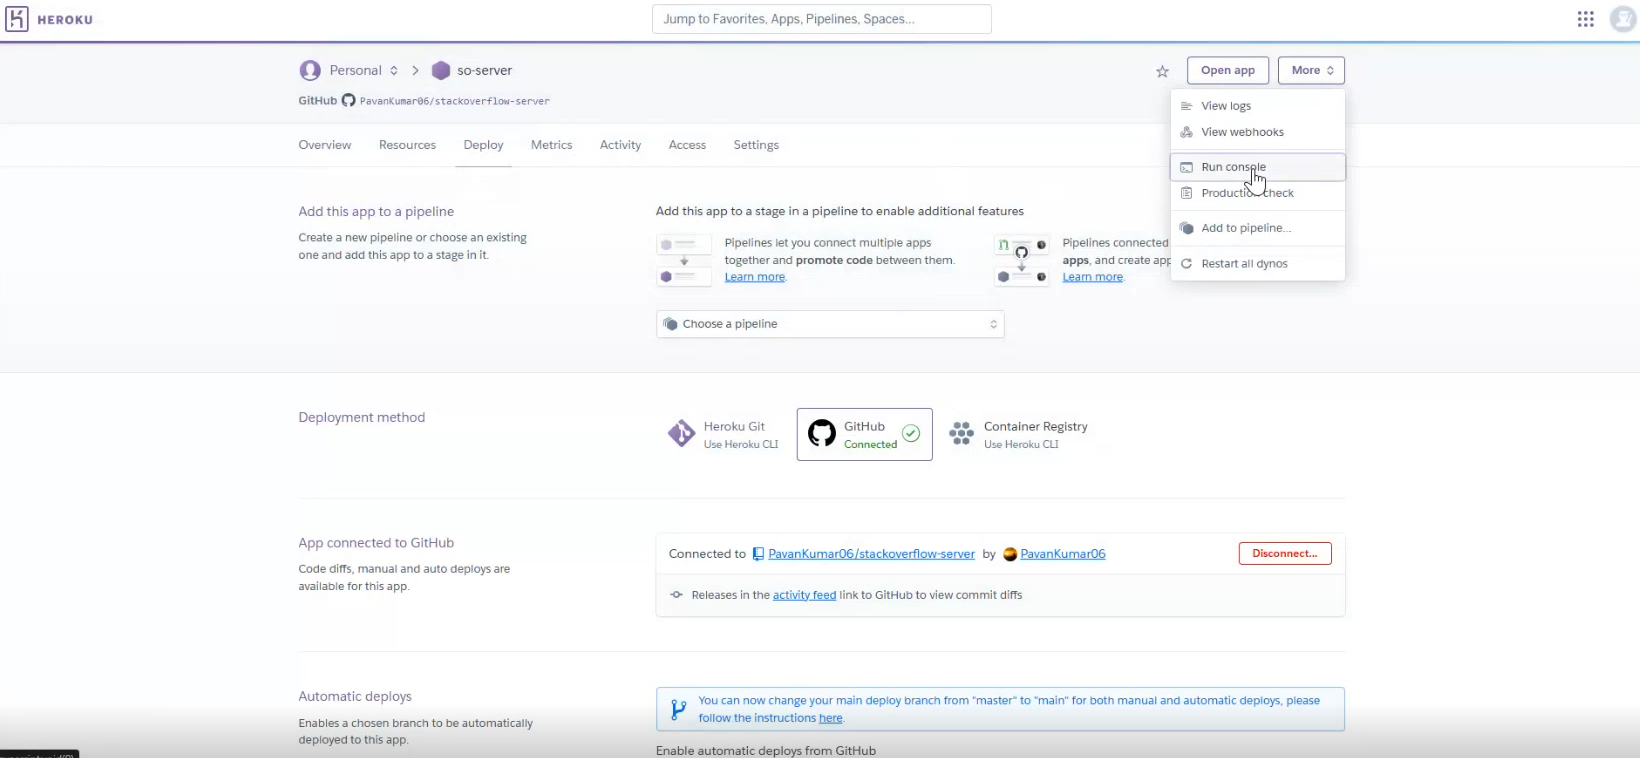 HEROKU
Jump to Favorites, Apps, Pipelines, Spaces...
Personal
so-server
Open app
More
GitHub PavanKumar06/stackoverflow-server
View logs
View webhooks
Run console
Production check
Add to pipeline...
Restart all dynos
Overview
Resources
Deploy
Metrics
Activity
Access
Settings
Add this app to a pipeline
Create a new pipeline or choose an existing
one and add this app to a stage in it.
Add this app to a stage in a pipeline to enable additional features
Pipelines let you connect multiple apps
together and promote code between them.
Learn more.
Pipelines connected
apps, and create app
Learn more.
Choose a pipeline
Deployment method
Heroku Git
Use Heroku CLI
GitHub
Connected
Container Registry
Use Heroku CLI
App connected to GitHub
Code diffs, manual and auto deploys are
available for this app.
Connected to PavanKumar06/stackoverflow-server by PavanKumar06
Disconnect...
Releases in the activity feed link to GitHub to view commit diffs
Automatic deploys
Enables a chosen branch to be automatically
deployed to this app.
You can now change your main deploy branch from "master" to "main" for both manual and automatic deploys, please
follow the instructions here.
Enable automatic deploys from GitHub